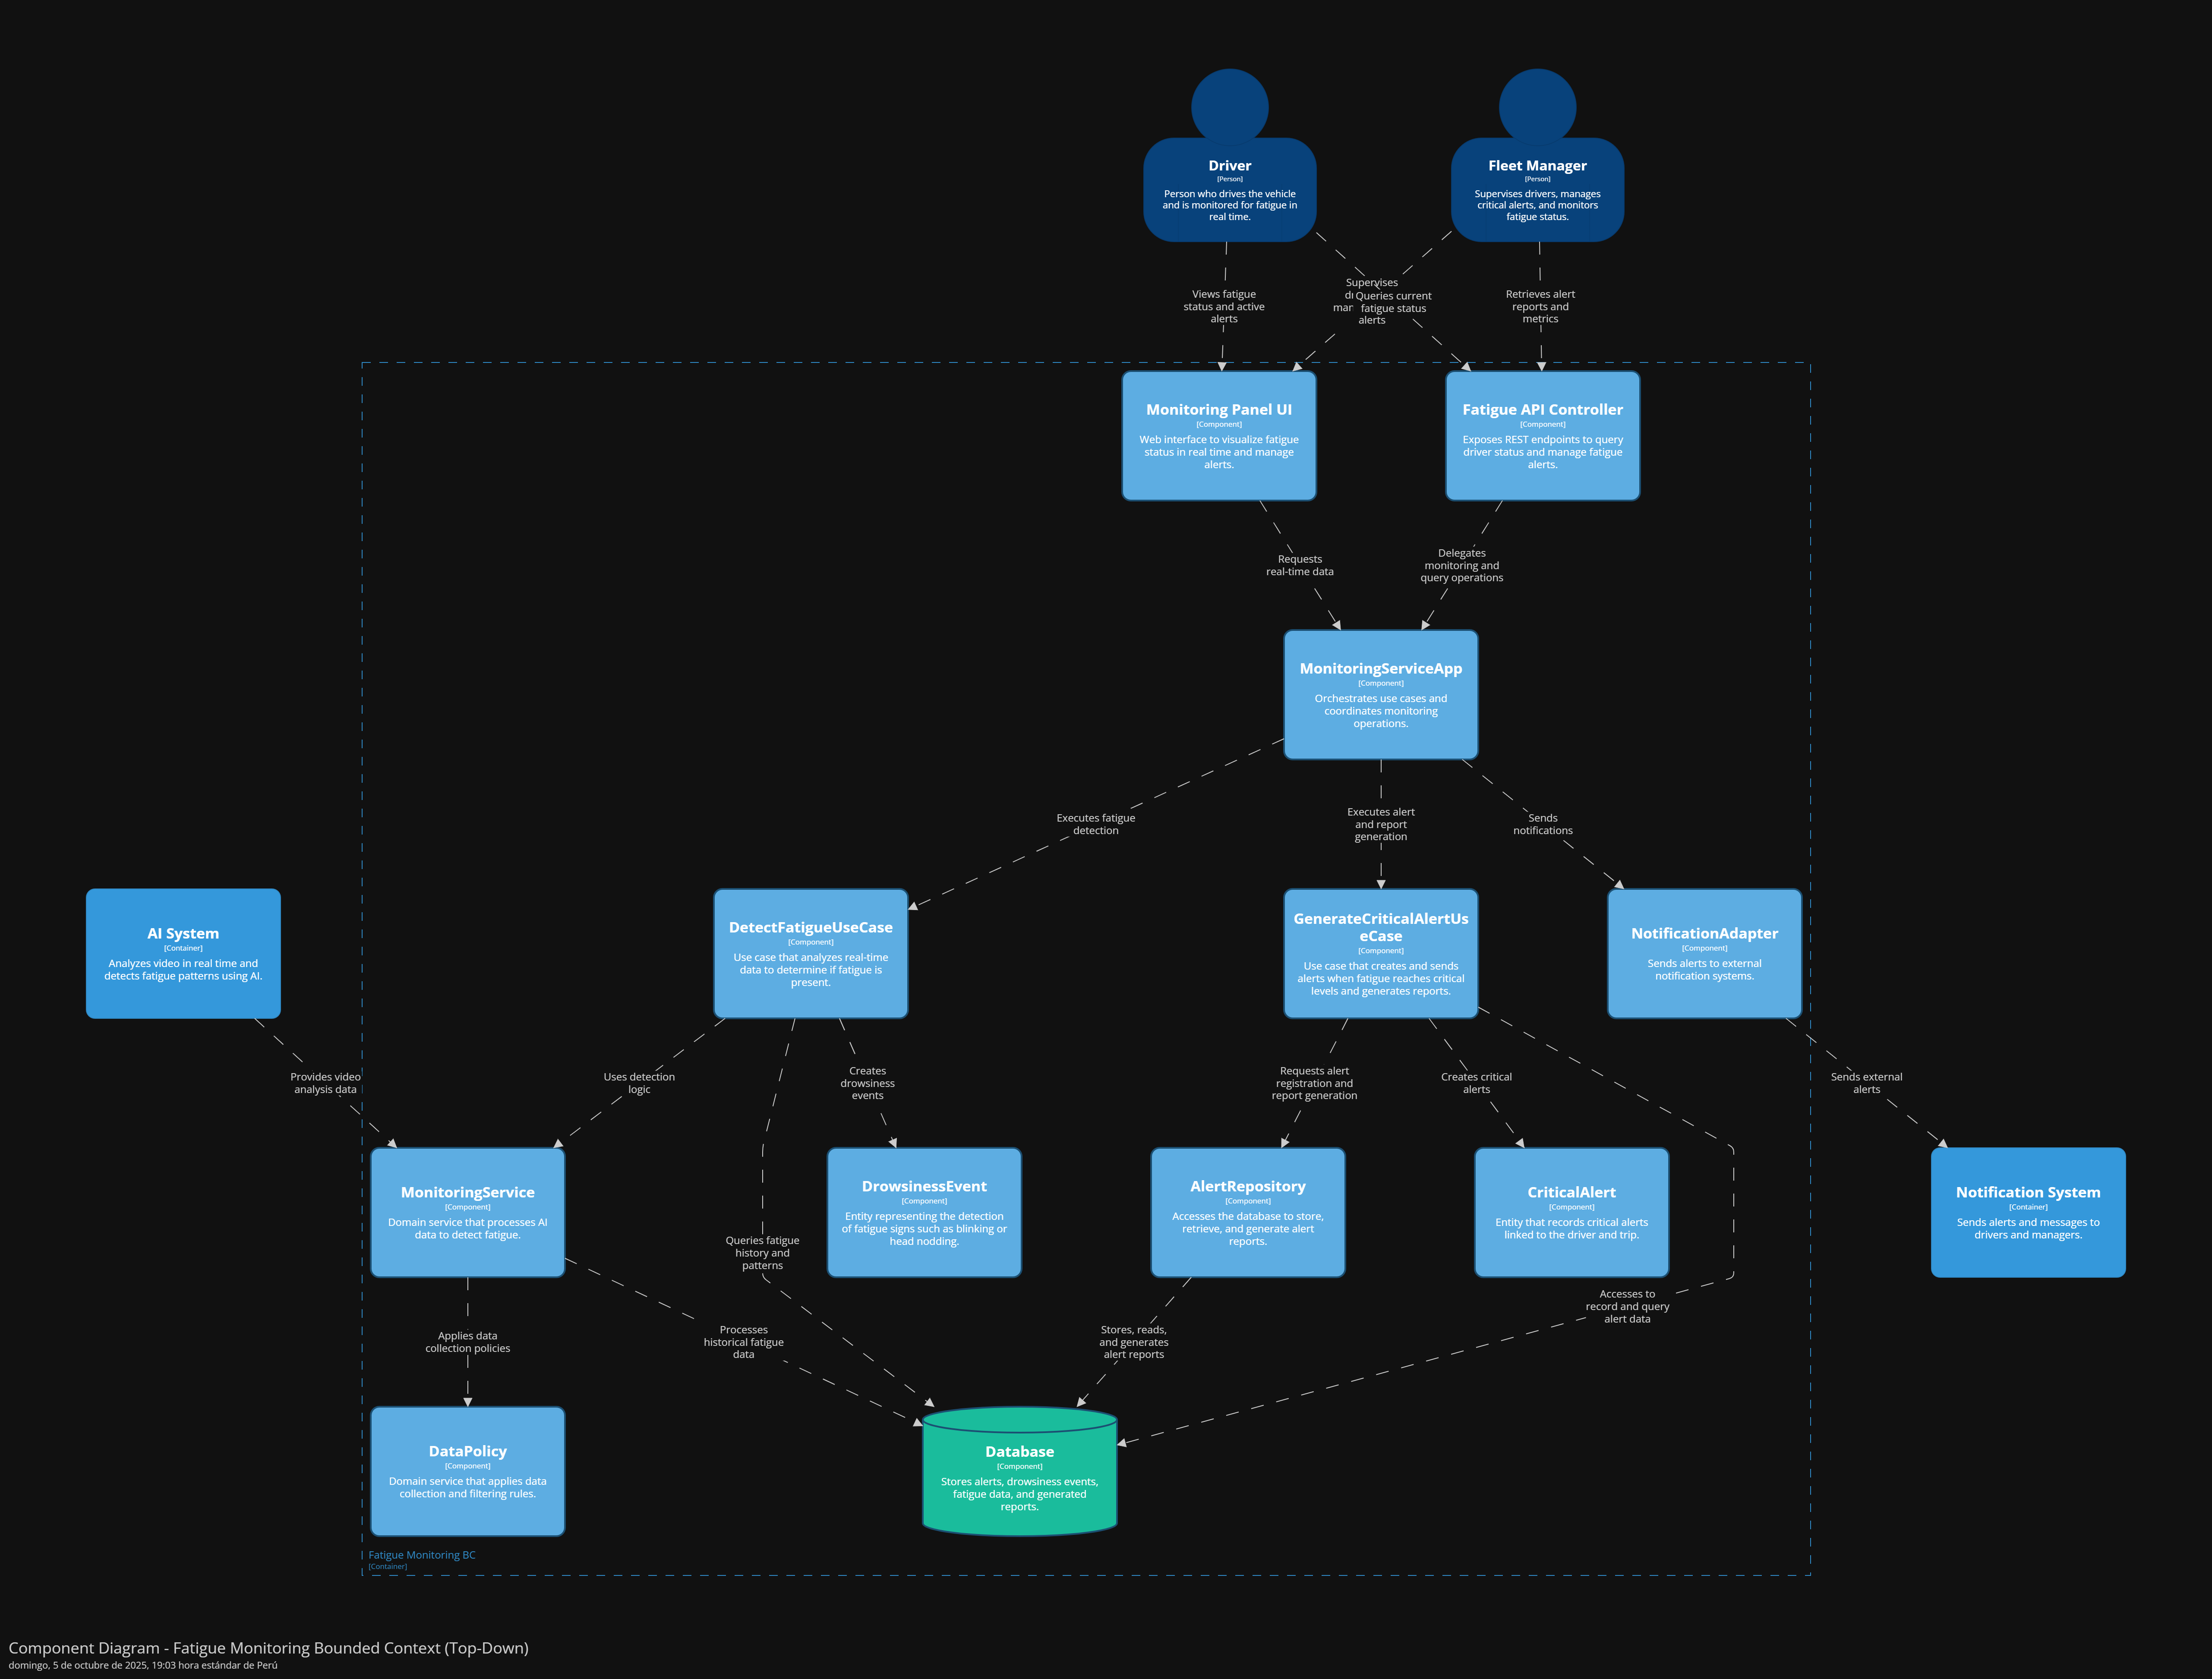 Driver
[Person]
Person who drives the vehicle
and is monitored for fatigue in
real time.
Fleet Manager
[Person]
Supervises drivers, manages
critical alerts, and monitors
fatigue status.
Views fatigue
status and active
alerts
Supervises
alerts
Queries current
fatigue status
Retrieves alert
reports and
metrics
Monitoring Panel UI
[Component]
Web interface to visualize fatigue
status in real time and manage
alerts.
Fatigue API Controller
[Component]
Exposes REST endpoints to query
driver status and manage fatigue
alerts.
Requests
real-time data
Delegates
monitoring and
query operations
MonitoringServiceApp
[Component]
Orchestrates use cases and
coordinates monitoring
operations.
Executes fatigue
detection
Executes alert
and report
generation
Sends
notifications
AI System
[Container]
Analyzes video in real time and
detects fatigue patterns using AI.
DetectFatigueUseCase
[Component]
Use case that analyzes real-time
data to determine if fatigue is
present.
GenerateCriticalAlertUs
eCase
[Component]
Use case that creates and sends
alerts when fatigue reaches critical
levels and generates reports.
NotificationAdapter
[Component]
Sends alerts to external
notification systems.
Provides video
analysis data
Uses detection
logic
Creates
drowsiness
events
Requests alert
registration and
report generation
Creates critical
alerts
Sends external
alerts
MonitoringService
[Component]
Domain service that processes AI
data to detect fatigue.
Queries fatigue
history and
patterns
DrowsinessEvent
[Component]
Entity representing the detection
of fatigue signs such as blinking or
head nodding.
AlertRepository
[Component]
Accesses the database to store,
retrieve, and generate alert
reports.
CriticalAlert
[Component]
Entity that records critical alerts
linked to the driver and trip.
Notification System
[Container]
Sends alerts and messages to
drivers and managers.
Accesses to
record and query
alert data
Applies data
collection policies
Processes
historical fatigue
data
Stores, reads,
and generates
alert reports
DataPolicy
[Component]
Domain service that applies data
collection and filtering rules.
Database
[Component]
Stores alerts, drowsiness events,
fatigue data, and generated
reports.
Fatigue Monitoring BC
[Container]
Component Diagram - Fatigue Monitoring Bounded Context (Top-Down)
domingo, 5 de octubre de 2025, 19:03 hora estándar de Perú